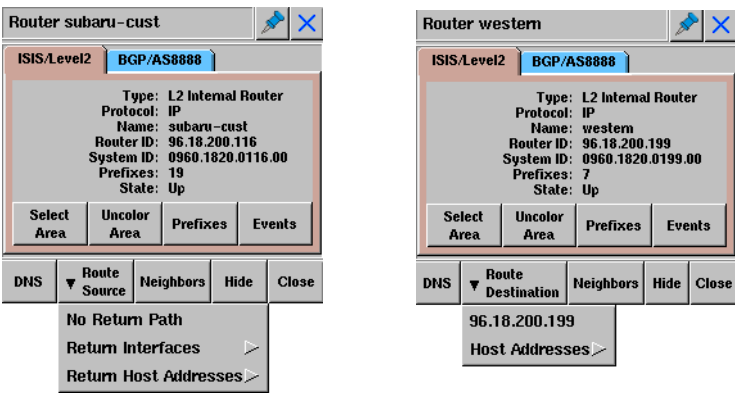 Router subaru-cust
ISIS/Level2 BGP/AS8888
Type: L2 Internal Router
Protocol: IP
Name: subaru-cust
Router ID: 96.18.200.116
System ID: 0960.1820.0116.00
Prefixes: 19
State: Up
Select Area Uncolor Area Prefixes Events
DNS Route Source Neighbors Hide Close
No Return Path
Return Interfaces
Return Host Addresses
Router western
ISIS/Level2 BGP/AS8888
Type: L2 Internal Router
Protocol: IP
Name: western
Router ID: 96.18.200.199
System ID: 0960.1820.0199.00
Prefixes: 7
State: Up
Select Area Uncolor Area Prefixes Events
DNS Route Destination Neighbors Hide Close
96.18.200.199
Host Addresses